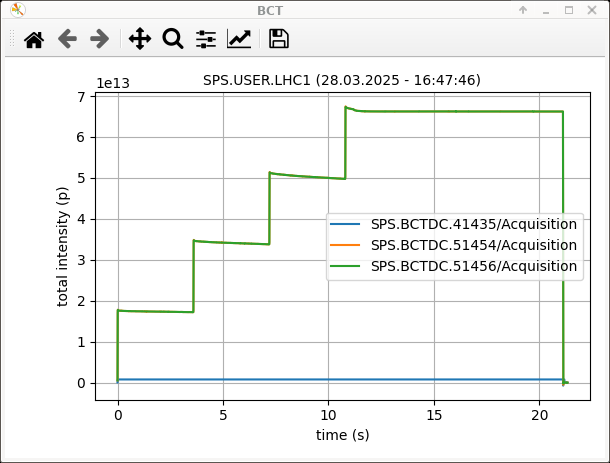 BCT
1e13
SPS.USER.LHC1 (28.03.2025 - 16:47:46)
7
6
5
4
3
2
1
0
total intensity (p)
SPS.BCTDC.41435/Acquisition
SPS.BCTDC.51454/Acquisition
SPS.BCTDC.51456/Acquisition
0 5 10 15 20
time (s)